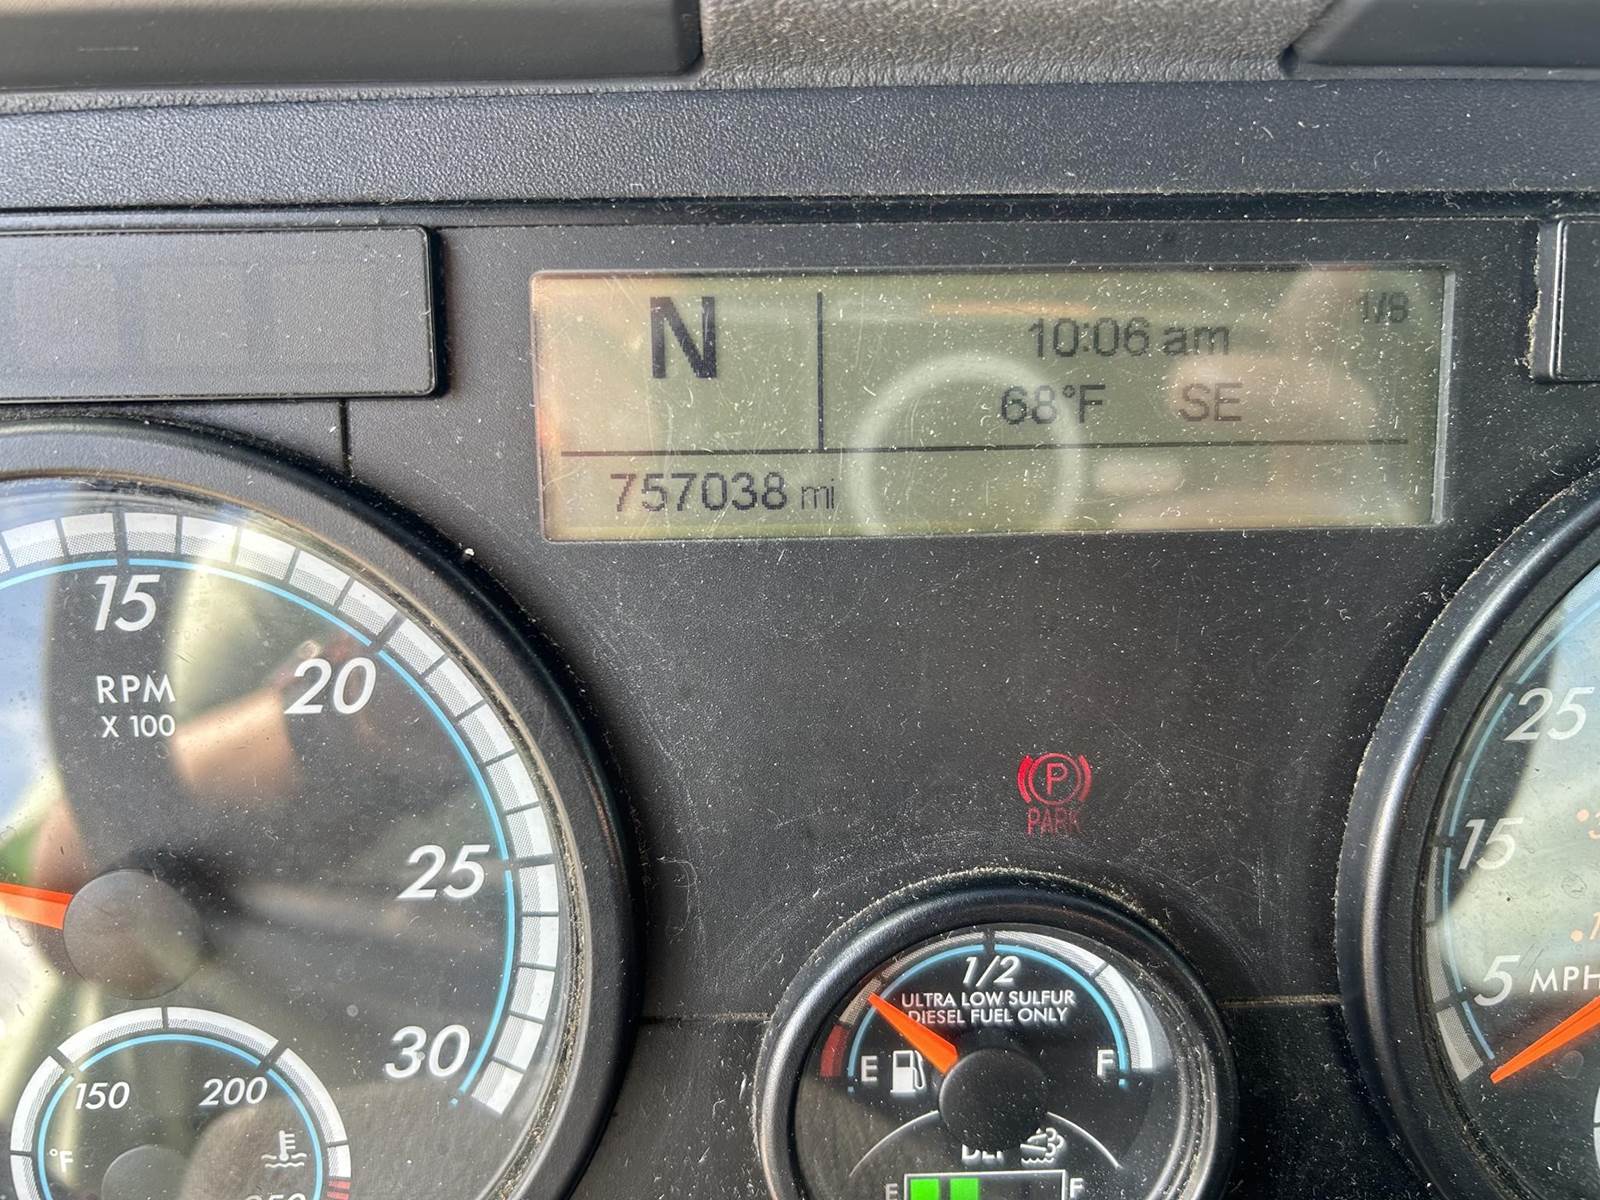 N
1/8
10:06 am
68°F SE
757038 mi
15
20
25
30
RPM
X 100
150
200
°F
PARK
P
1/2
ULTRA LOW SULFUR
DIESEL FUEL ONLY
E
F
DEF
E
F
25
15
5 MPH